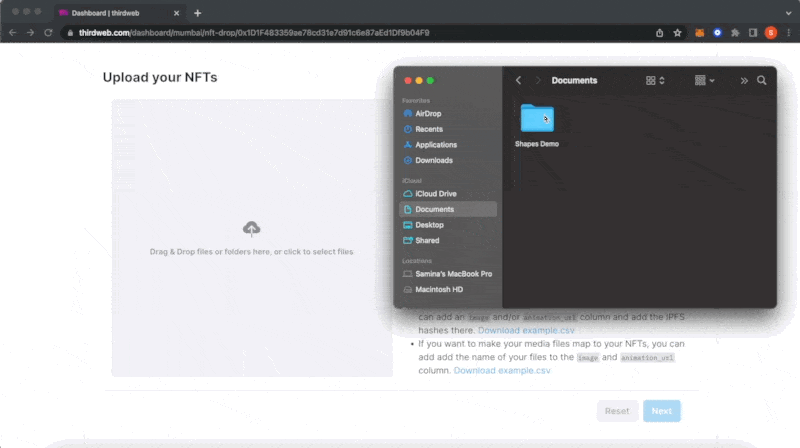 Dashboard | thirdweb
thirdweb.com/dashboard/mumbai/nft-drop/0x1D1F483359ae78cd31e7d91c6e87aEd1Df9b04F9
S
Upload your NFTs
Drag & Drop files or folders here, or click to select files
Documents
Favorites
AirDrop
Recents
Applications
Downloads
iCloud
iCloud Drive
Documents
Desktop
Shared
Locations
Samina's MacBook Pro
Macintosh HD
Shapes Demo
can add an image and/or animation_url column and add the IPFS
hashes there. Download example.csv
• If you want to make your media files map to your NFTs, you can
add add the name of your files to the image and animation_url
column. Download example.csv
Reset
Next